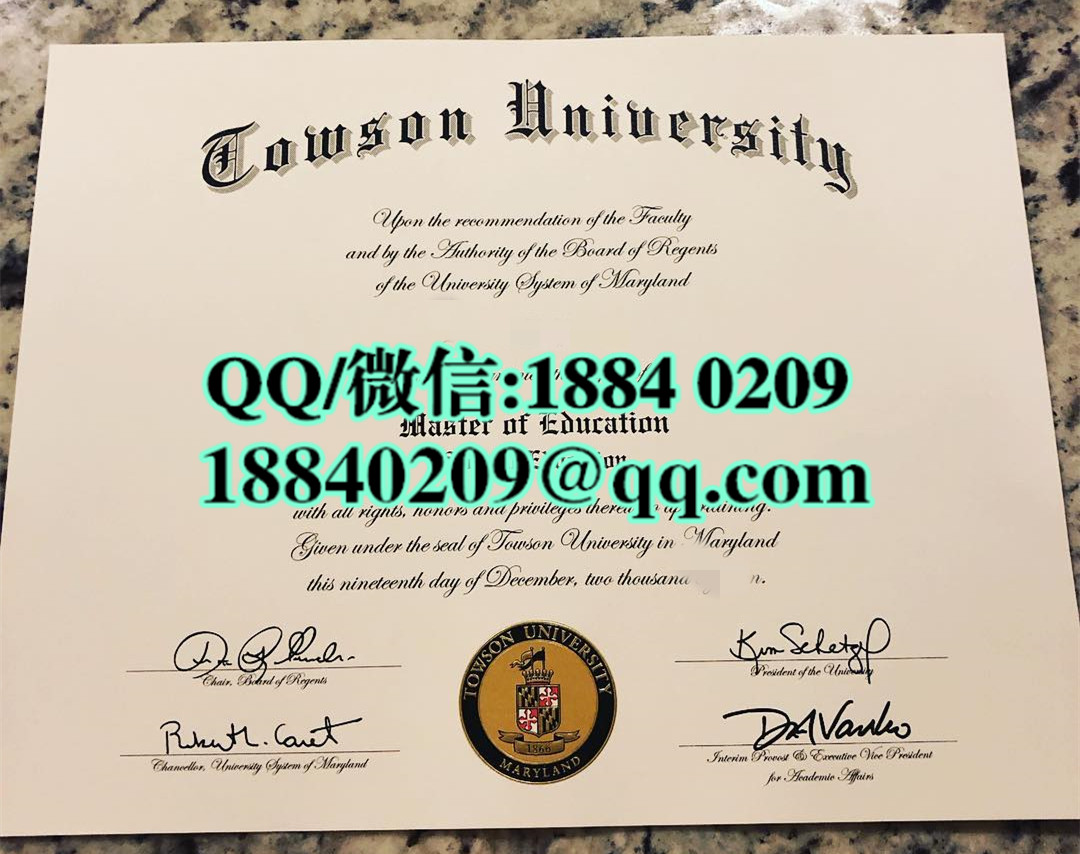 Towson University
Upon the recommendation of the Faculty
and by the Authority of the Board of Regents
of the University System of Maryland
QQ/微信:1884 0209
Master of Education
18840209@qq.com
with all rights, honors and privileges
Given under the seal of Towson University in Maryland
this nineteenth day of December, two thousand
Chair, Board of Regents
Kim Schatzel
President of the University
Robert L. Caret
Chancellor, University System of Maryland
Interim Provost & Executive Vice President
for Academic Affairs
TOWSON UNIVERSITY
1866
MARYLAND